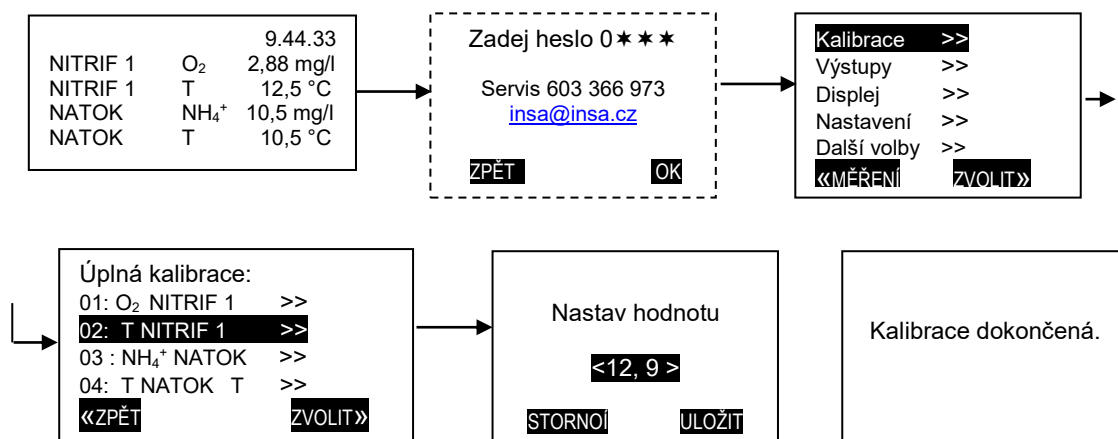 9.44.33
NITRIF 1 O₂ 2,88 mg/l
NITRIF 1 T 12,5 °C
NATOK NH₄⁺ 10,5 mg/l
NATOK T 10,5 °C
Zadej heslo 0✶✶✶
Servis 603 366 973
insa@insa.cz
ZPĚT OK
Kalibrace >>
Výstupy >>
Displej >>
Nastavení >>
Další volby >>
«MĚŘENÍ ZVOLIT»
Úplná kalibrace:
01: O₂ NITRIF 1 >>
02: T NITRIF 1 >>
03 : NH₄⁺ NATOK >>
04: T NATOK T >>
«ZPĚT ZVOLIT»
Nastav hodnotu
<12, 9 >
STORNOÍ ULOŽIT
Kalibrace dokončená.